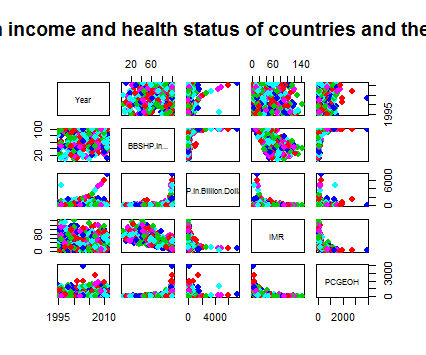 n income and health status of countries and the
20 60
0 60 140
Year
1995
100
20
BBSHP.in...
P.in.Billion.Doll
6000
0
80
0
IMR
PCGEOH
3000
0
1995 2010
0 4000
0 2000